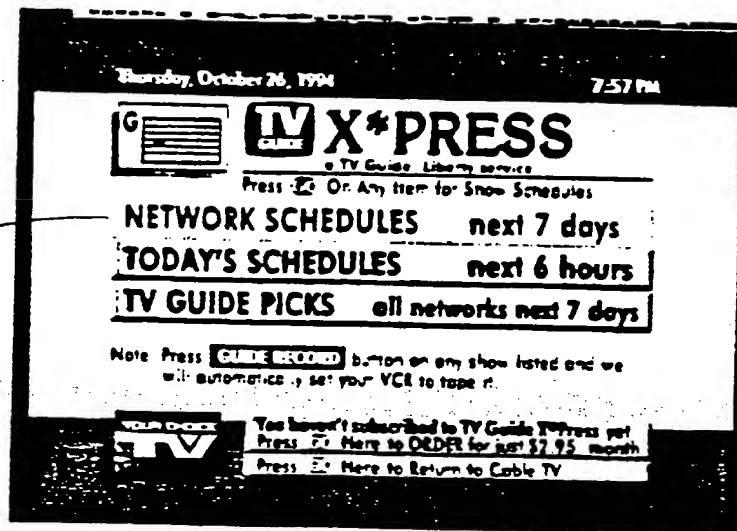 Thursday, October 26, 1994 7:57 PM
G
TV GUIDE X*PRESS
a TV Guide Liberty service
Press On Any Item for Show Schedules
NETWORK SCHEDULES next 7 days
TODAY'S SCHEDULES next 6 hours
TV GUIDE PICKS all networks next 7 days
Note Press GUIDE RECORD button on any show listed and we
will automatically set your VCR to tape it.
TV
You haven't subscribed to TV Guide X*Press yet
Press Here to ORDER for just $2.95 month
Press Here to Return to Cable TV